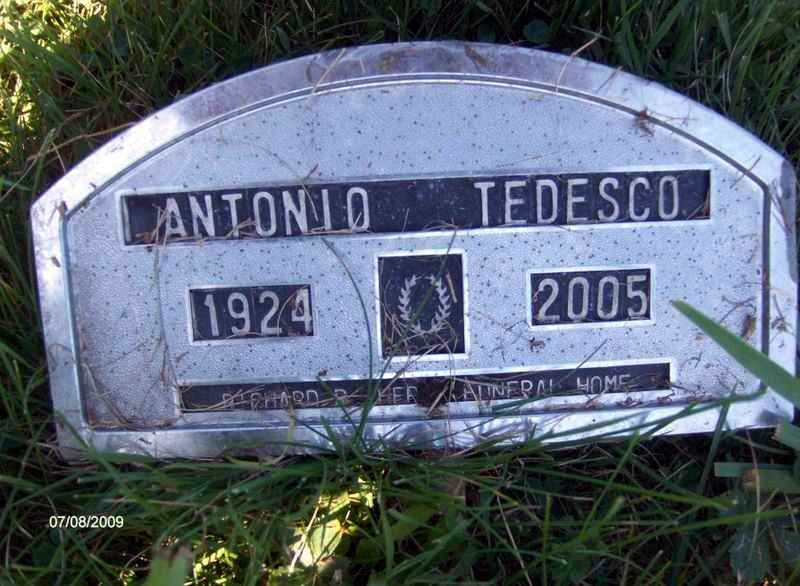 ANTONIO TEDESCO
1924 2005
FUNERAL HOME
07/08/2009